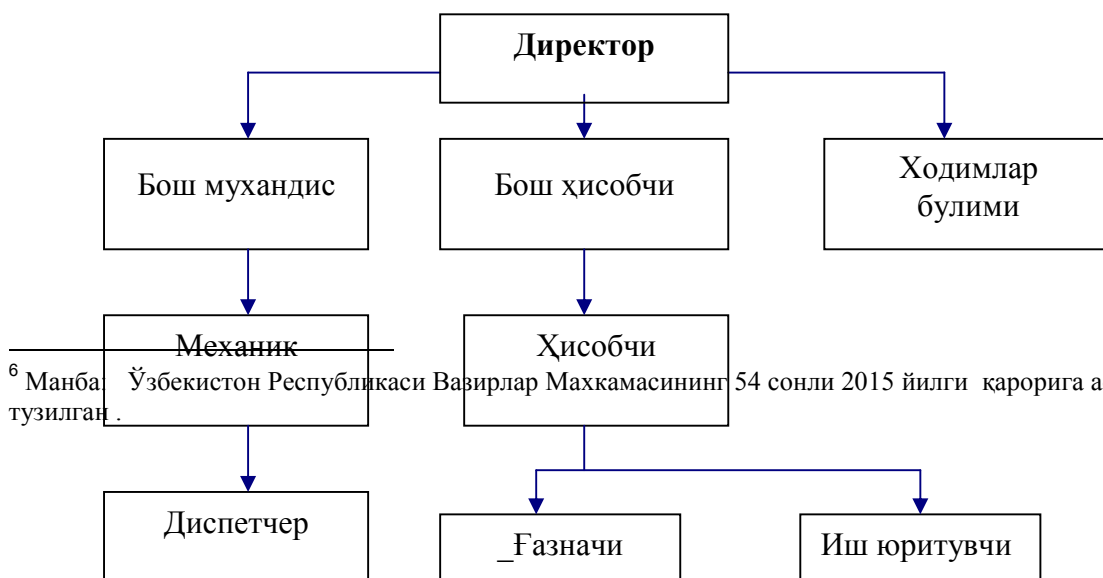 Директор
Бош мухандис
Бош ҳисобчи
Ходимлар
булими
Механик
Ҳисобчи
6 Манба: Ўзбекистон Республикаси Вазирлар Махкамасининг 54 сонли 2015 йилги қарорига а
тузилган .
Диспетчер
_Ғазначи
Иш юритувчи